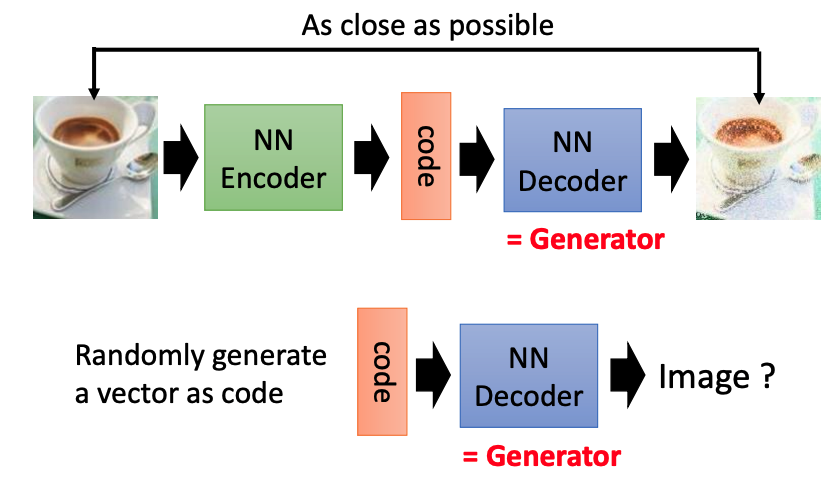 As close as possible
NN
Encoder
code
NN
Decoder
= Generator
Randomly generate
a vector as code
code
NN
Decoder
= Generator
Image ?